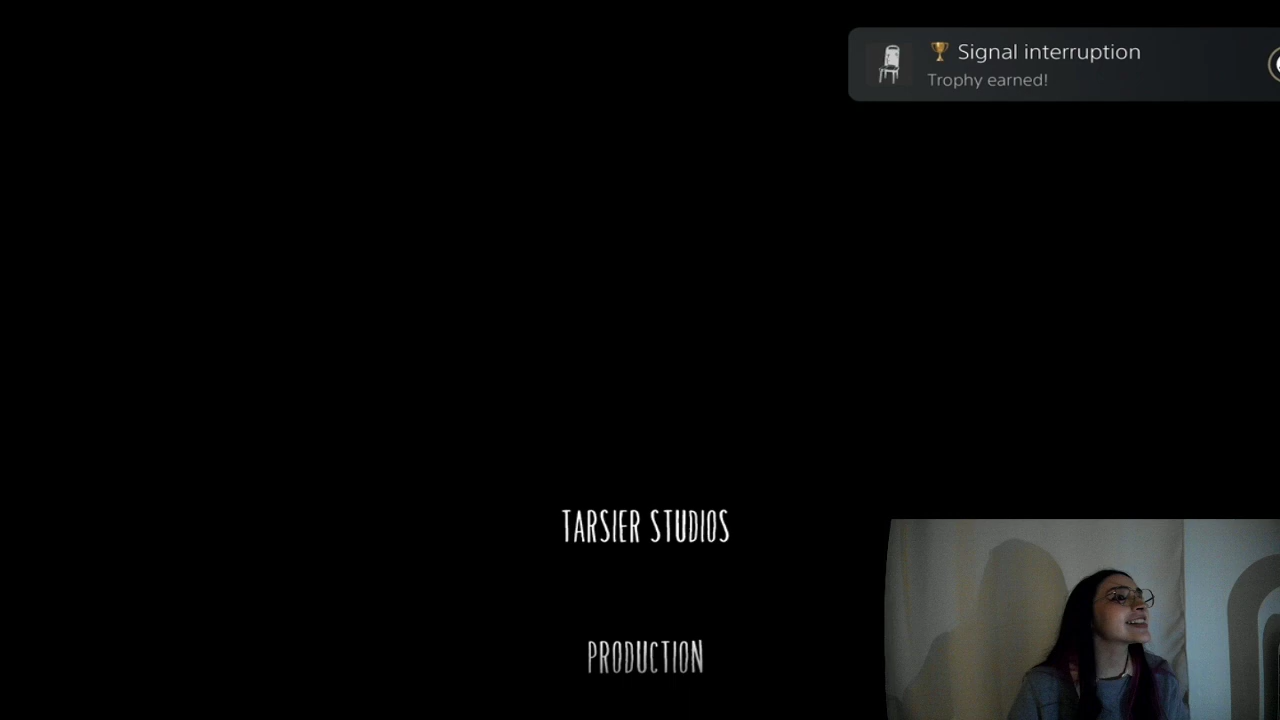 Signal interruption
Trophy earned!
TARSIER STUDIOS
PRODUCTION